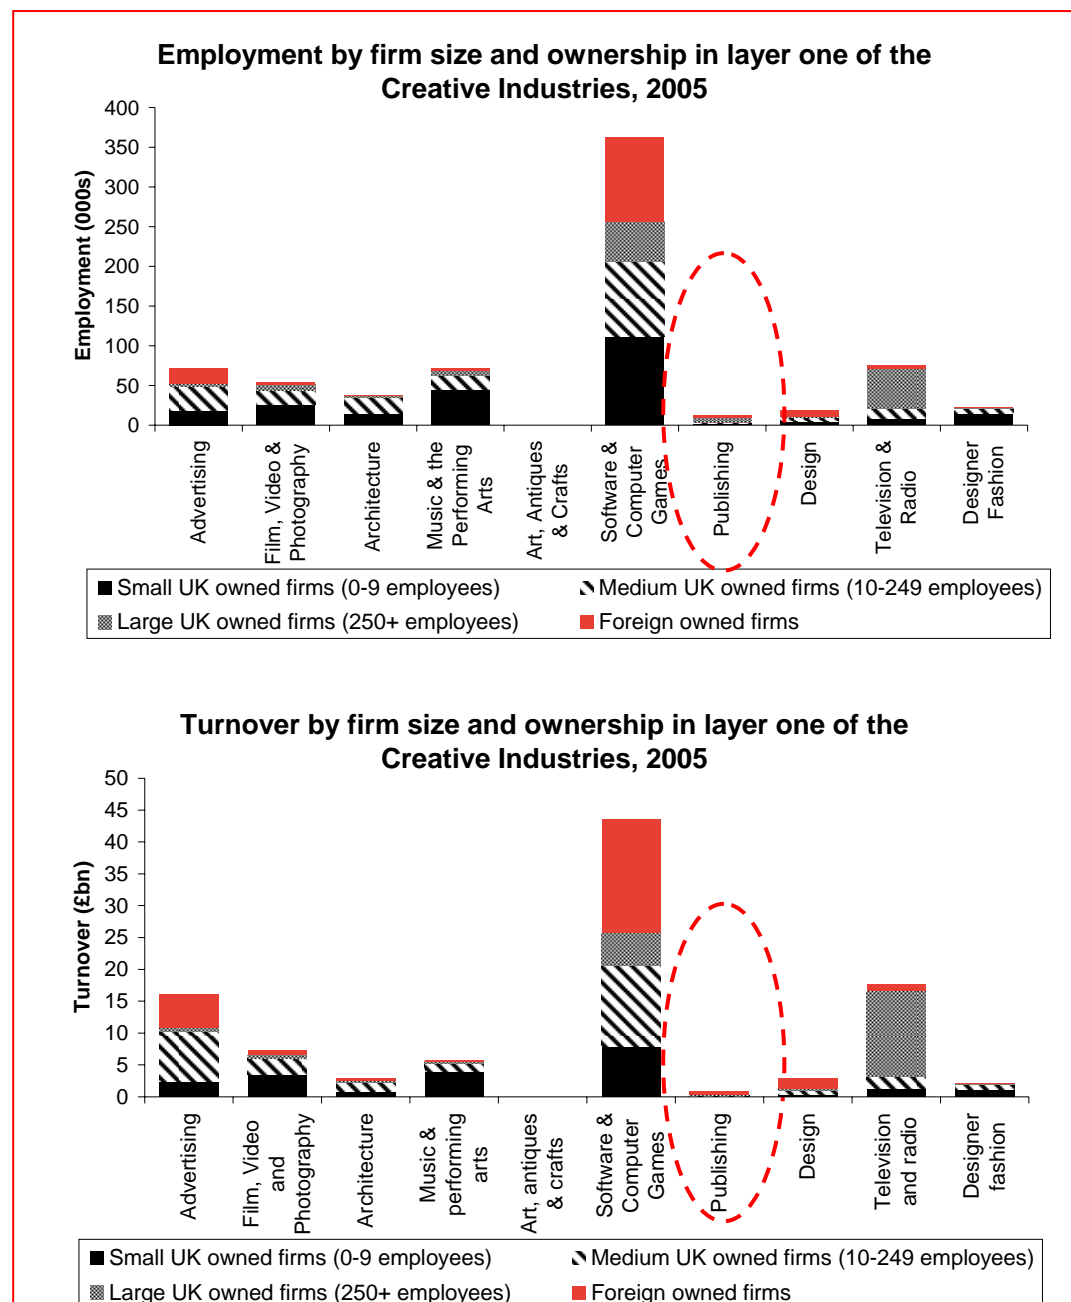 Employment by firm size and ownership in layer one of the
Creative Industries, 2005
400
350
300
250
200
150
100
50
0
Employment (000s)
Advertising
Film, Video &
Photography
Architecture
Music & the
Performing
Arts
Art, Antiques
& Crafts
Software &
Computer
Games
Publishing
Design
Television &
Radio
Designer
Fashion
Small UK owned firms (0-9 employees)
Medium UK owned firms (10-249 employees)
Large UK owned firms (250+ employees)
Foreign owned firms
Turnover by firm size and ownership in layer one of the
Creative Industries, 2005
50
45
40
35
30
25
20
15
10
5
0
Turnover (£bn)
Advertising
Film, Video
and
Photography
Architecture
Music &
performing
arts
Art, antiques
& crafts
Software &
Computer
Games
Publishing
Design
Television
and radio
Designer
fashion
Small UK owned firms (0-9 employees)
Medium UK owned firms (10-249 employees)
Large UK owned firms (250+ employees)
Foreign owned firms